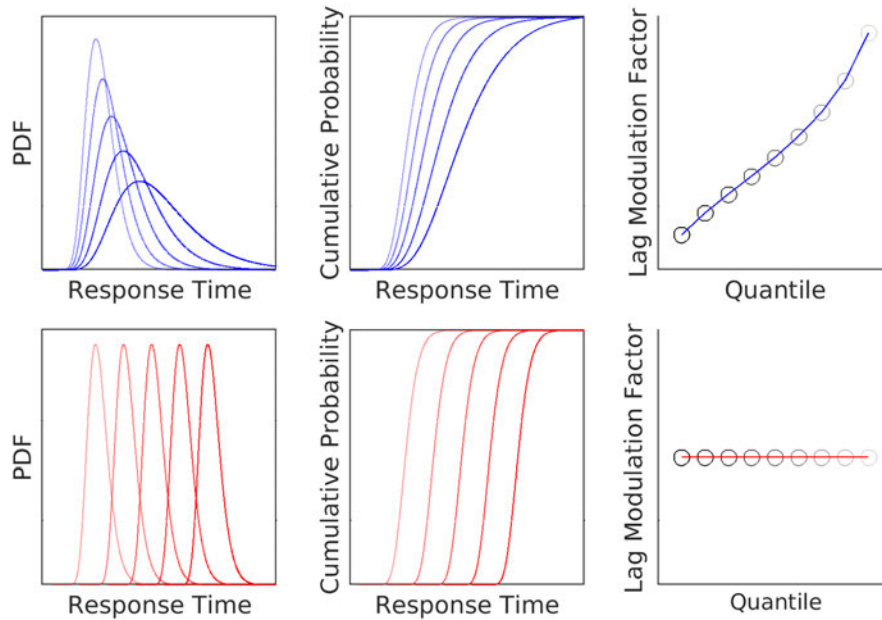 PDF
Response Time
Cumulative Probability
Response Time
Lag Modulation Factor
Quantile
PDF
Response Time
Cumulative Probability
Response Time
Lag Modulation Factor
Quantile